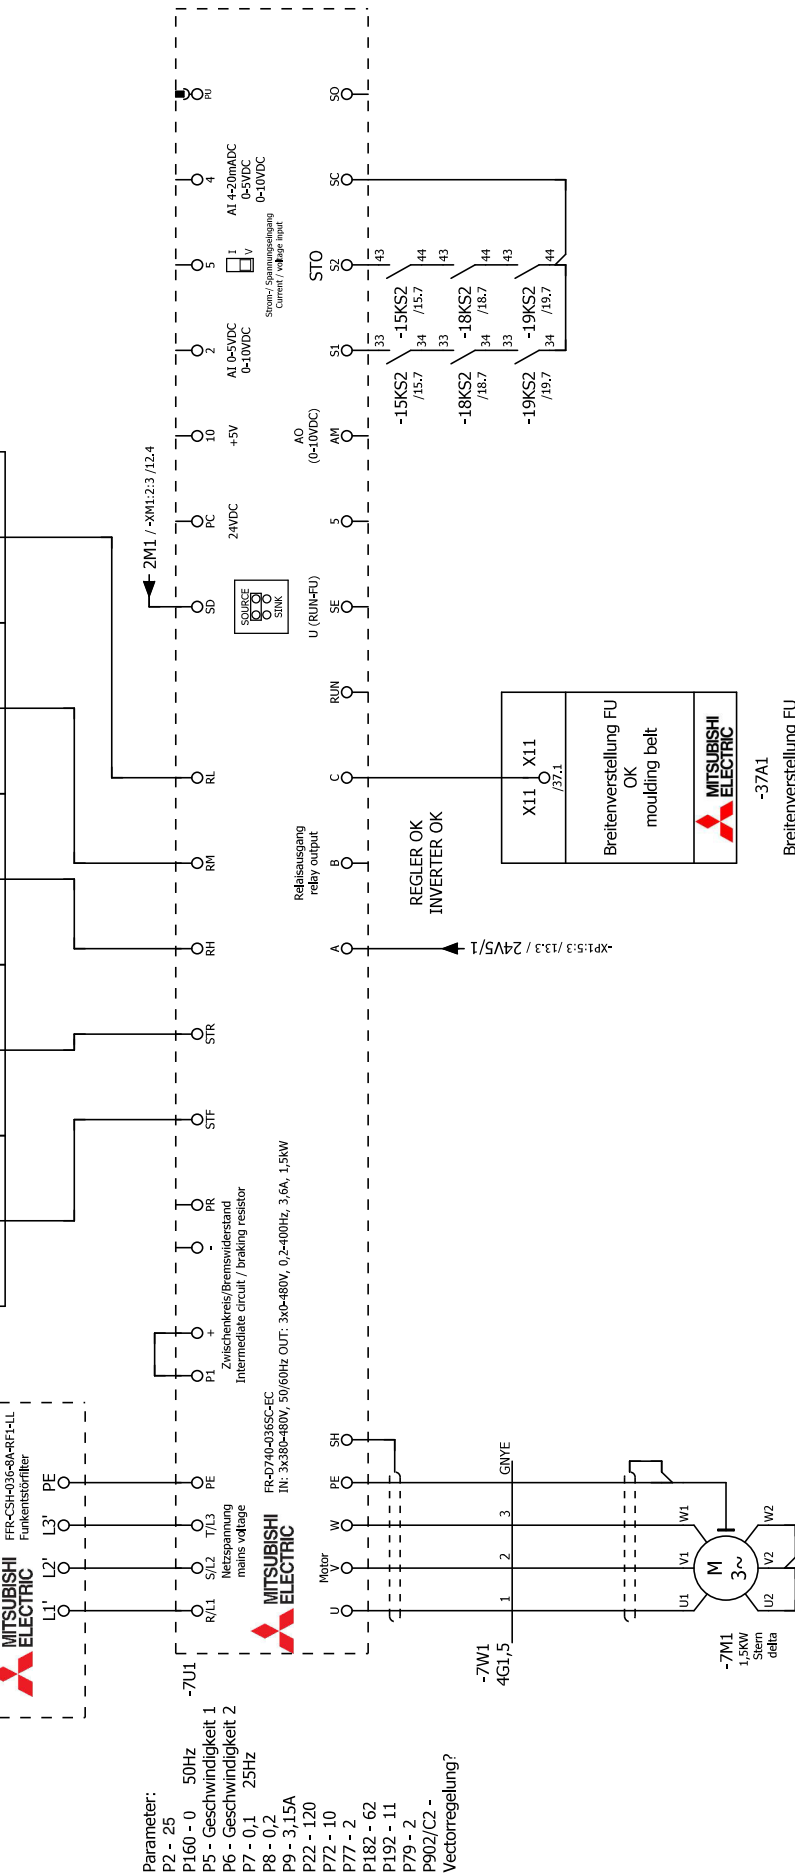 MITSUBISHI
ELECTRIC
FFR-CSH-036-8A-RF1-LL
Funkentstörfilter
L1'
L2'
L3'
PE
2M1 / -XM1:2:3 /12.4
-7U1
R/L1
S/L2
T/L3
PE
Netzspannung
mains voltage
P1
+
-
PR
Zwischenkreis/Bremswiderstand
Intermediate circuit / braking resistor
STF
STR
RH
RM
RL
SD
SOURCE
SINK
PC
24VDC
10
+5V
2
AI 0-5VDC
0-10VDC
5
I
V
Strom-/ Spannungseingang
Current / voltage input
4
AI 4-20mADC
0-5VDC
0-10VDC
PU
MITSUBISHI
ELECTRIC
FR-D740-036SC-EC
IN: 3x380-480V, 50/60Hz OUT: 3x0-480V, 0,2-400Hz, 3,6A, 1,5kW
Motor
U
V
W
PE
SH
Relaisausgang
relay output
A
B
C
RUN
U (RUN-FU)
SE
5
AO
(0-10VDC)
AM
STO
S1
S2
SC
SO
33
34
33
34
33
34
43
44
43
44
43
44
-15KS2
/15.7
-18KS2
/18.7
-19KS2
/19.7
-15KS2
/15.7
-18KS2
/18.7
-19KS2
/19.7
REGLER OK
INVERTER OK
-XP1:5:3 /13.3 / 24V5/1
X11
X11
/37.1
Breitenverstellung FU
OK
moulding belt
MITSUBISHI
ELECTRIC
-37A1
Breitenverstellung FU
-7W1
4G1,5
1
2
3
GNYE
U1
V1
W1
M
3~
U2
V2
W2
-7M1
1,5KW
Stern
delta
Parameter:
P2 - 25
P160 - 0
P5 - Geschwindigkeit 1 50Hz
P6 - Geschwindigkeit 2 25Hz
P7 - 0,1
P8 - 0,2
P9 - 3,15A
P22 - 120
P72 - 10
P77 - 2
P182 - 62
P192 - 11
P79 - 2
P902/C2 -
Vectorregelung?